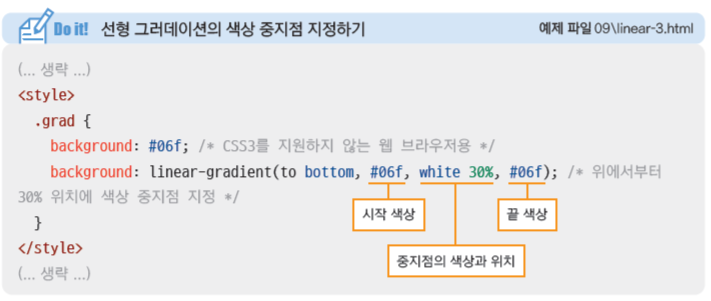 Do it! 선형 그러데이션의 색상 중지점 지정하기 예제 파일 09\linear-3.html
(... 생략 ...)
<style>
.grad {
background: #06f; /* CSS3를 지원하지 않는 웹 브라우저용 */
background: linear-gradient(to bottom, #06f, white 30%, #06f); /* 위에서부터
30% 위치에 색상 중지점 지정 */
시작 색상 끝 색상
}
</style>
중지점의 색상과 위치
(... 생략 ...)